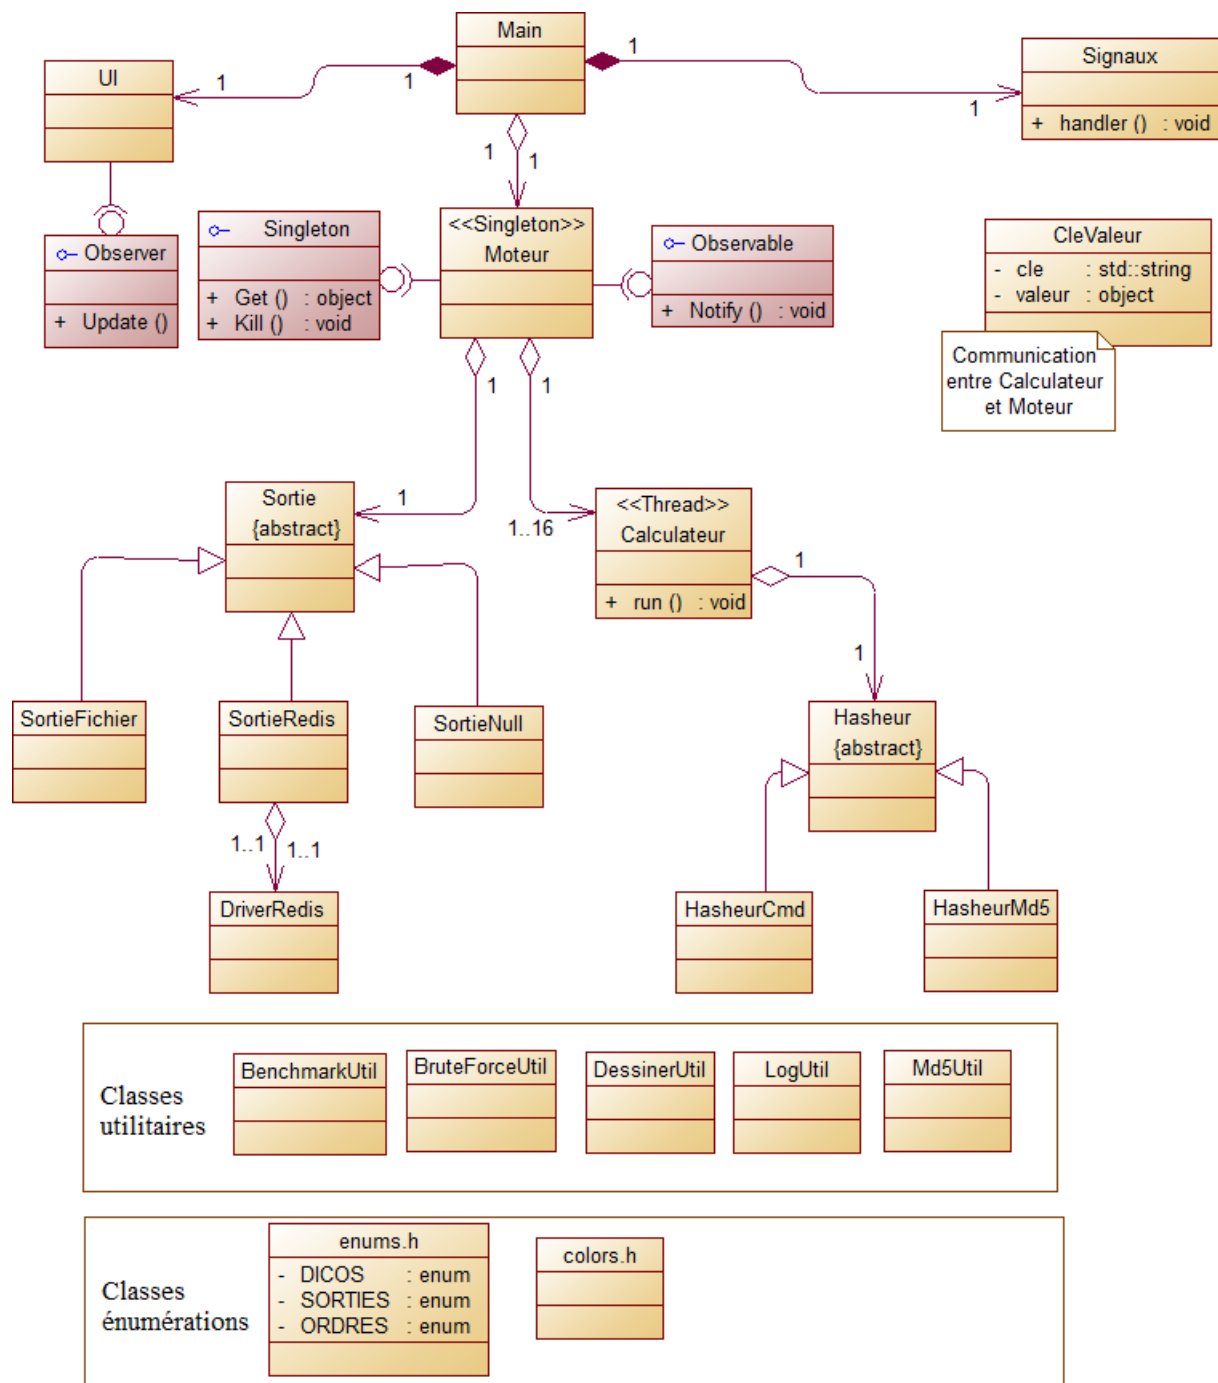 Main
UI
Signaux
+ handler () : void
1
1
1
1
1
1
Observer
+ Update ()
Singleton
+ Get () : object
+ Kill () : void
<<Singleton>>
Moteur
Observable
+ Notify () : void
CleValeur
- cle : std::string
- valeur : object
Communication
entre Calculateur
et Moteur
1
1
1
1..16
Sortie
{abstract}
<<Thread>>
Calculateur
+ run () : void
1
1
SortieFichier
SortieRedis
SortieNull
Hasheur
{abstract}
1..1
1..1
DriverRedis
HasheurCmd
HasheurMd5
Classes
utilitaires
BenchmarkUtil
BruteForceUtil
DessinerUtil
LogUtil
Md5Util
Classes
énumérations
enums.h
- DICOS : enum
- SORTIES : enum
- ORDRES : enum
colors.h